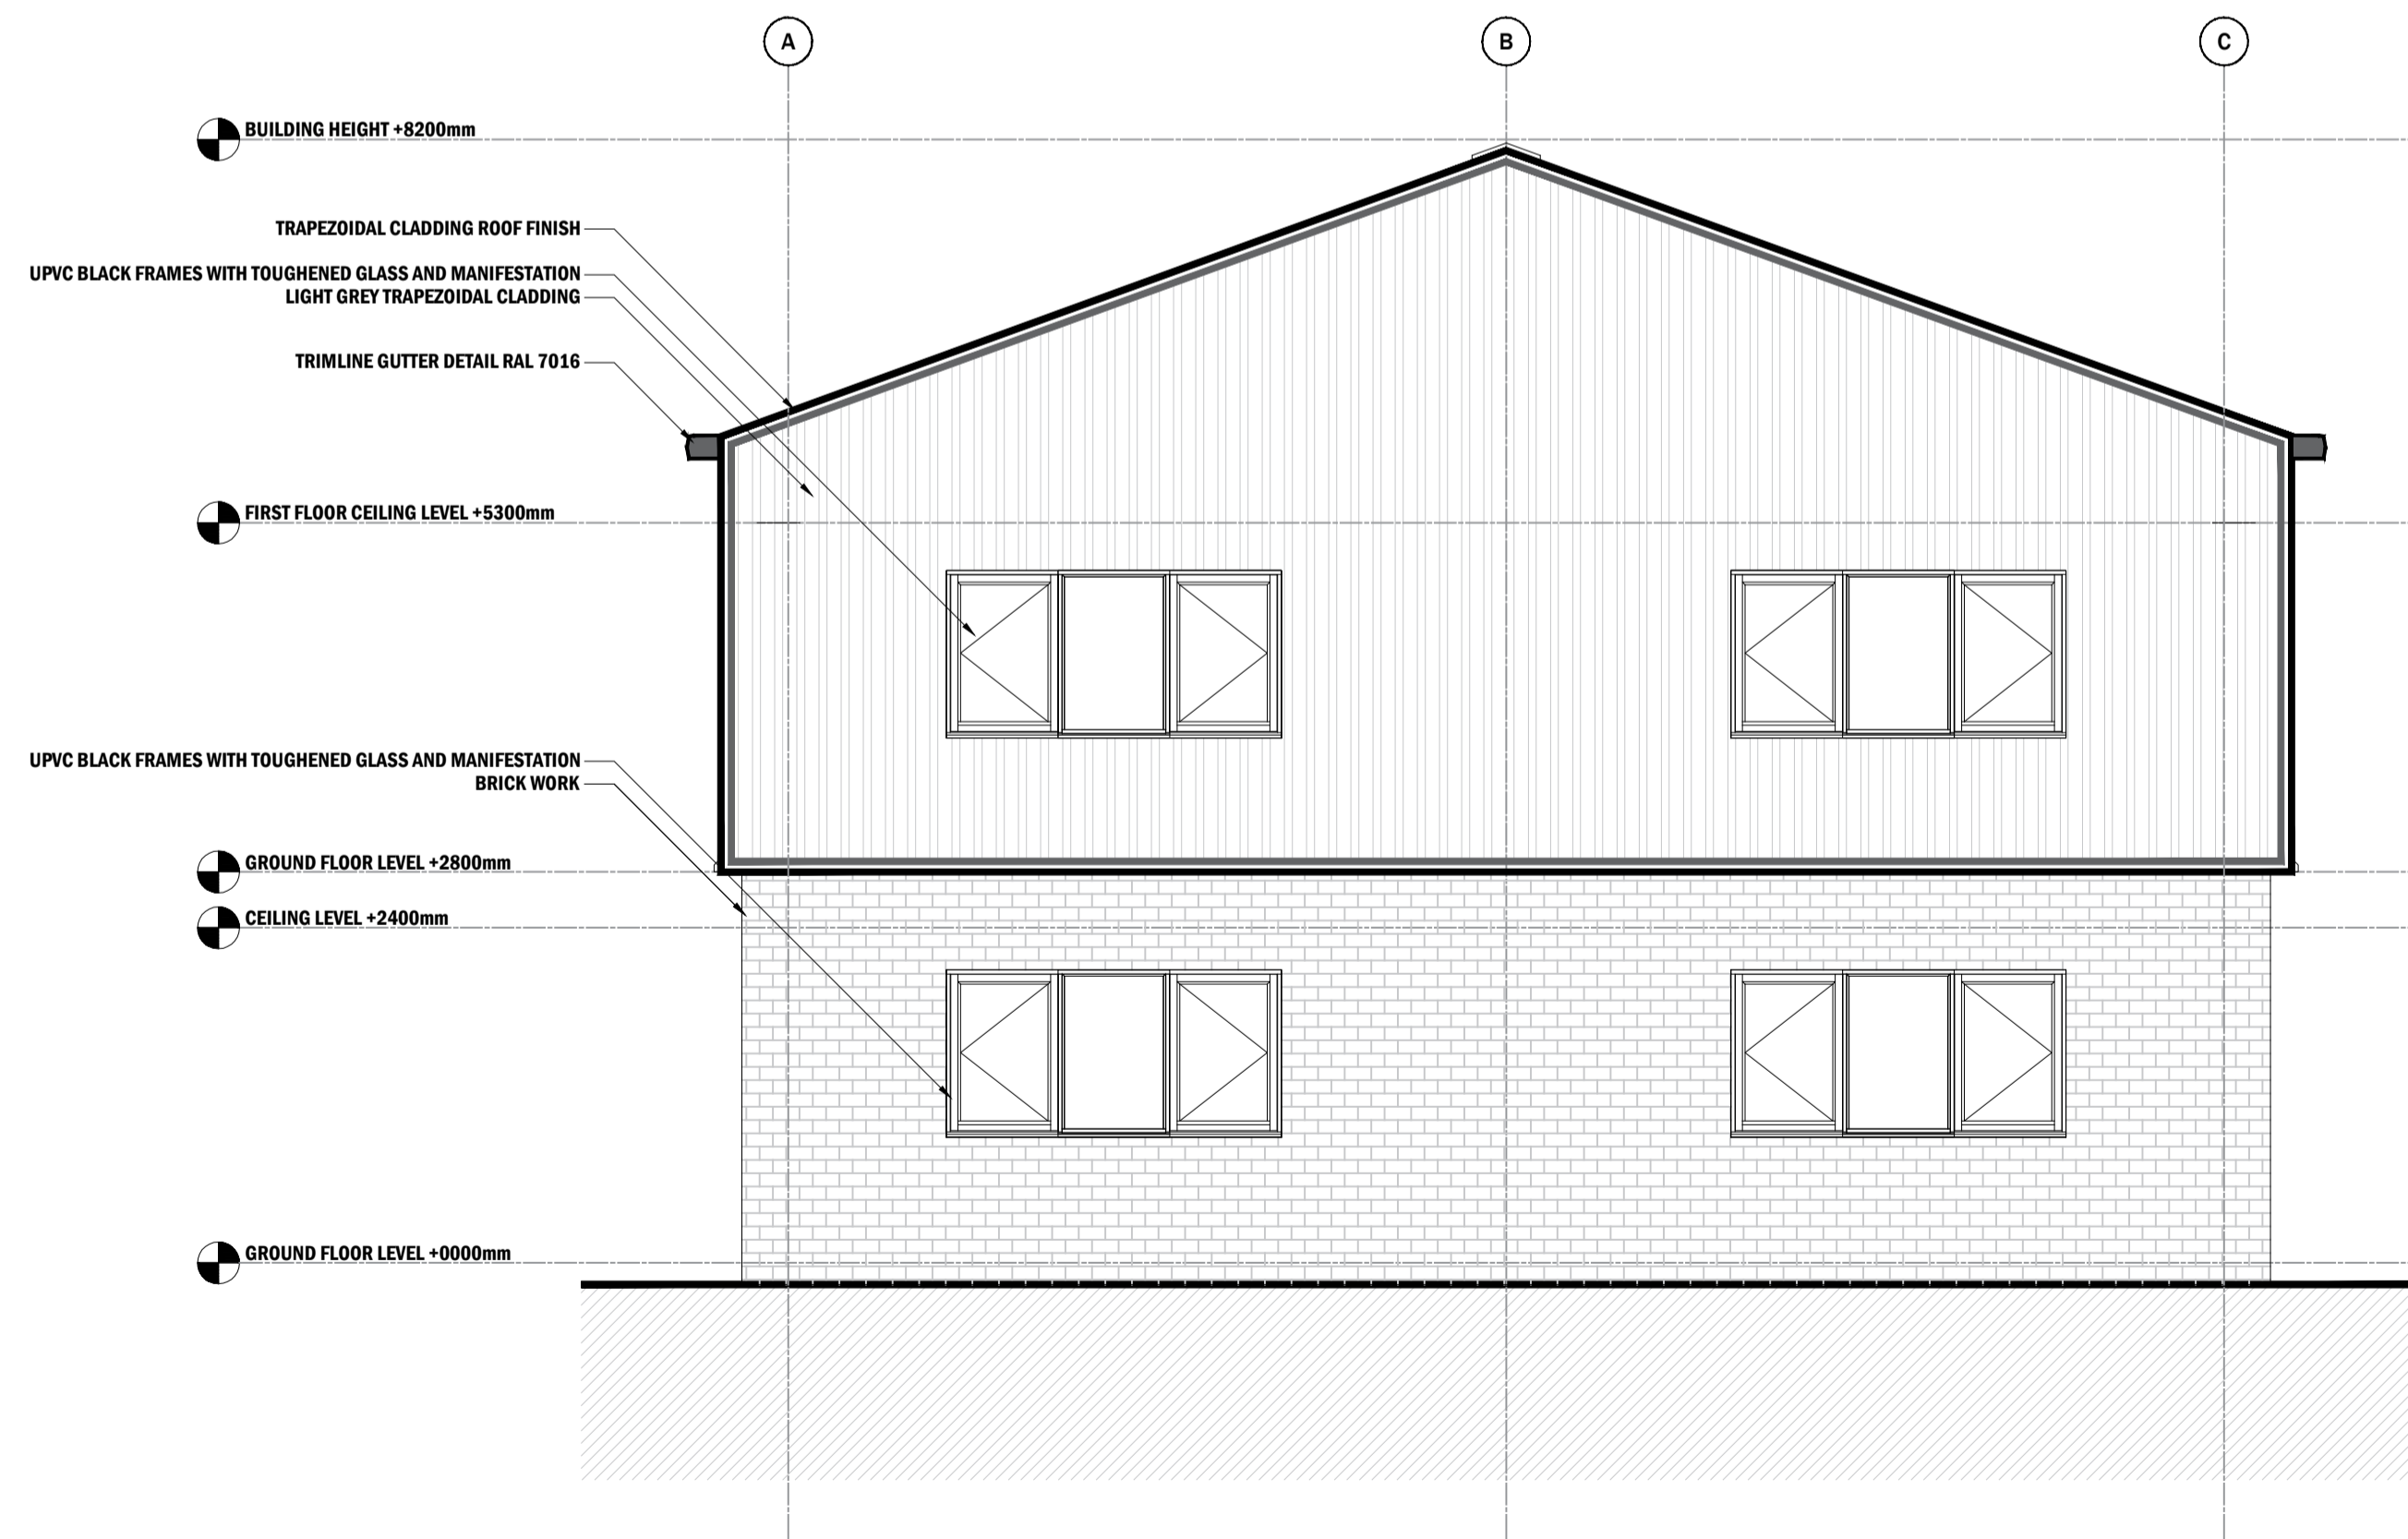 A
B
C
BUILDING HEIGHT +8200mm
TRAPEZOIDAL CLADDING ROOF FINISH
UPVC BLACK FRAMES WITH TOUGHENED GLASS AND MANIFESTATION
LIGHT GREY TRAPEZOIDAL CLADDING
TRIMLINE GUTTER DETAIL RAL 7016
FIRST FLOOR CEILING LEVEL +5300mm
UPVC BLACK FRAMES WITH TOUGHENED GLASS AND MANIFESTATION
BRICK WORK
GROUND FLOOR LEVEL +2800mm
CEILING LEVEL +2400mm
GROUND FLOOR LEVEL +0000mm